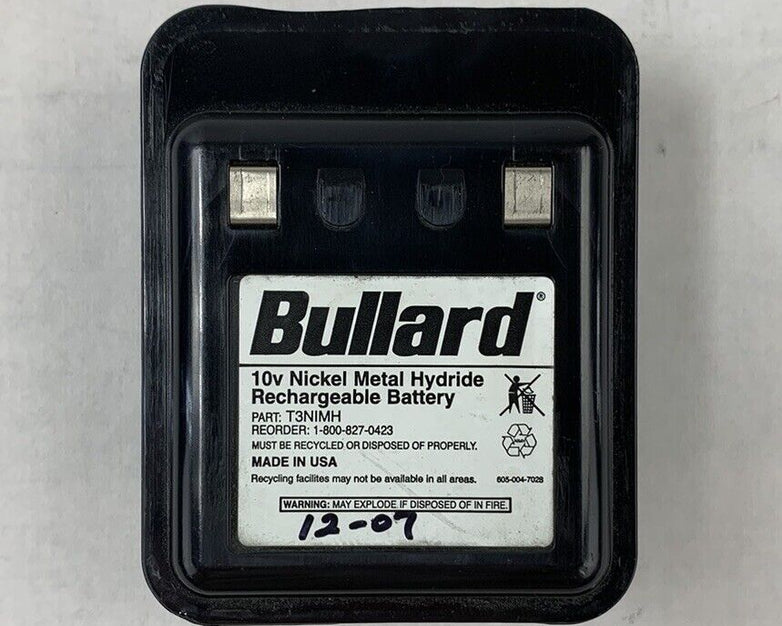 Bullard®
10v Nickel Metal Hydride
Rechargeable Battery
PART: T3NIMH
REORDER: 1-800-827-0423
MUST BE RECYCLED OR DISPOSED OF PROPERLY.
MADE IN USA
Recycling facilites may not be available in all areas.
605-004-7028
WARNING: MAY EXPLODE IF DISPOSED OF IN FIRE.
12-07